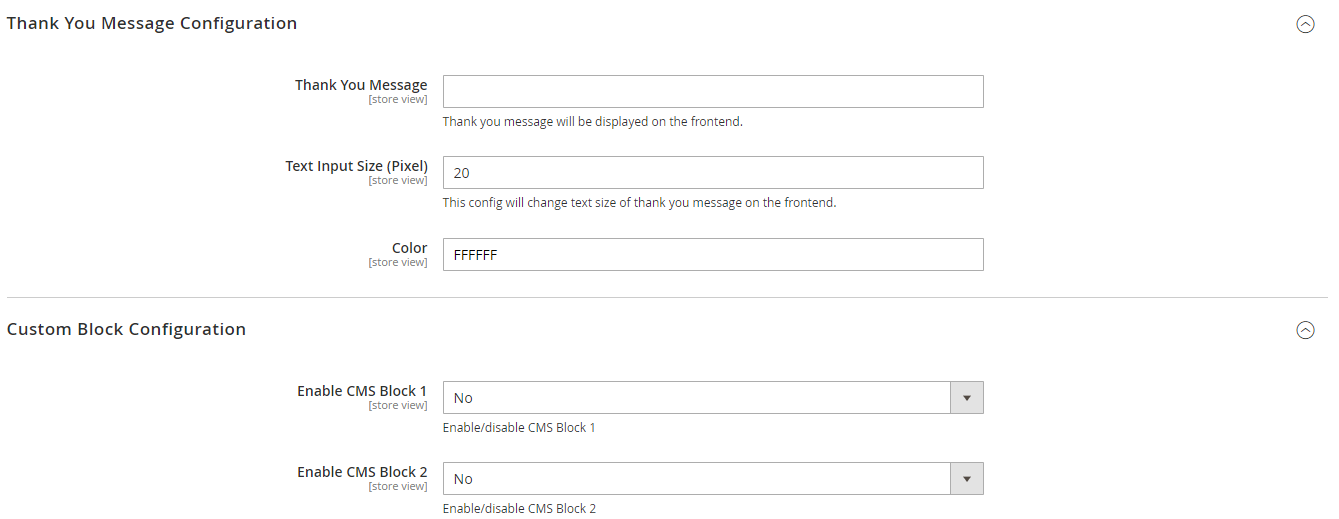 Thank You Message Configuration
Thank You Message
[store view]
Thank you message will be displayed on the frontend.
Text Input Size (Pixel)
[store view]
20
This config will change text size of thank you message on the frontend.
Color
[store view]
FFFFFF
Custom Block Configuration
Enable CMS Block 1
[store view]
No
Enable/disable CMS Block 1
Enable CMS Block 2
[store view]
No
Enable/disable CMS Block 2